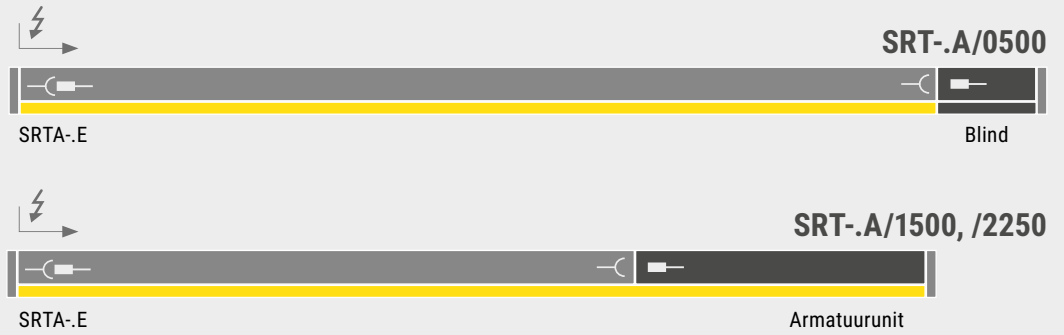 SRT-.A/0500
SRTA-.E
Blind
SRT-.A/1500, /2250
SRTA-.E
Armatuurunit